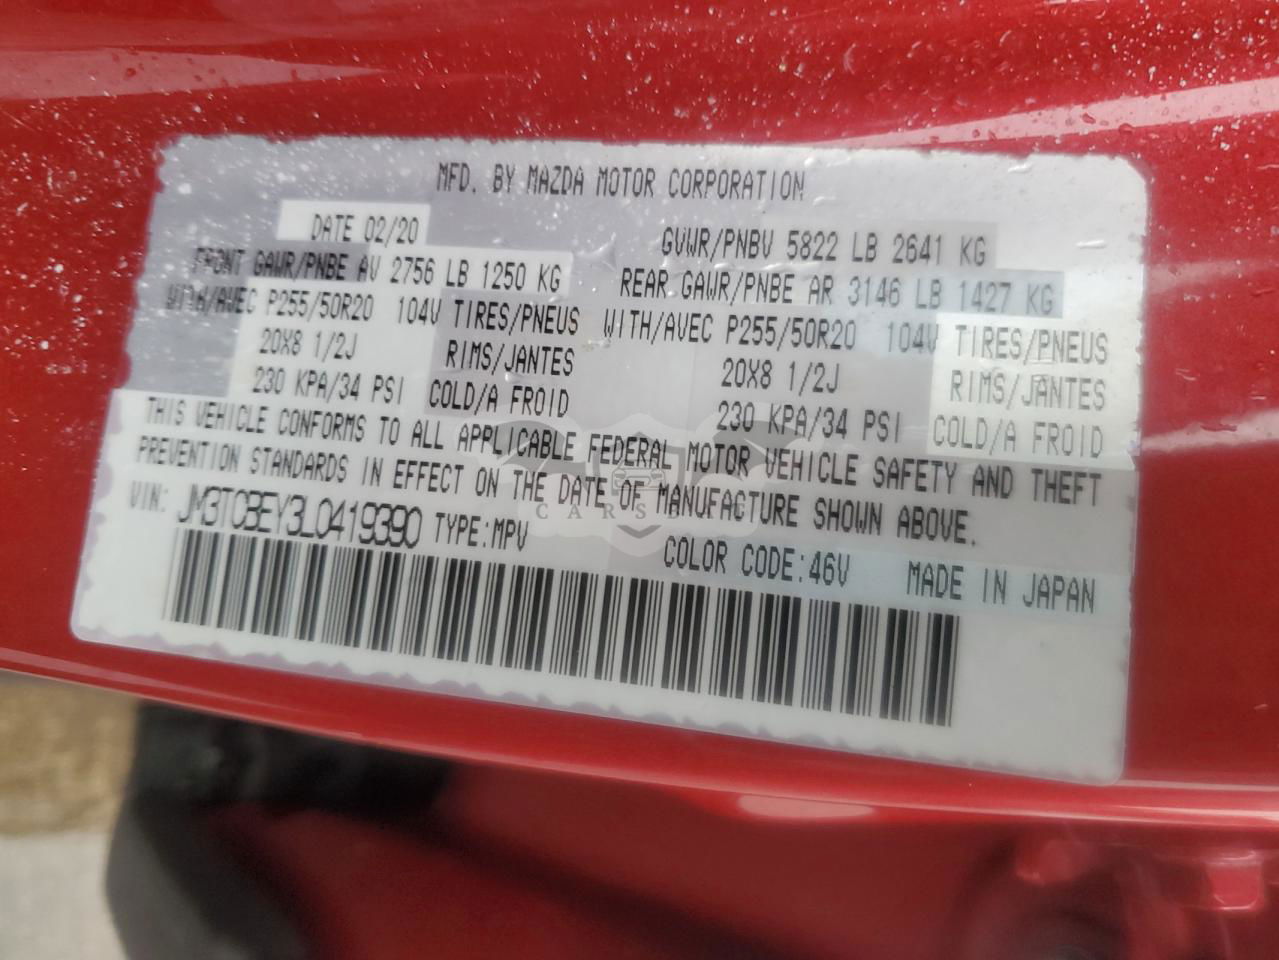 MFD. BY MAZDA MOTOR CORPORATION
DATE 02/20 GVWR/PNBV 5822 LB 2641 KG
FRONT GAWR/PNBE AV 2756 LB 1250 KG REAR GAWR/PNBE AR 3146 LB 1427 KG
WITH/AVEC P255/50R20 104V TIRES/PNEUS WITH/AVEC P255/50R20 104V TIRES/PNEUS
20X8 1/2J RIMS/JANTES 20X8 1/2J RIMS/JANTES
230 KPA/34 PSI COLD/A FROID 230 KPA/34 PSI COLD/A FROID
THIS VEHICLE CONFORMS TO ALL APPLICABLE FEDERAL MOTOR VEHICLE SAFETY AND THEFT
PREVENTION STANDARDS IN EFFECT ON THE DATE OF MANUFACTURE SHOWN ABOVE.
VIN: JM3TCBEY3L0419390 TYPE:MPV COLOR CODE:46V MADE IN JAPAN